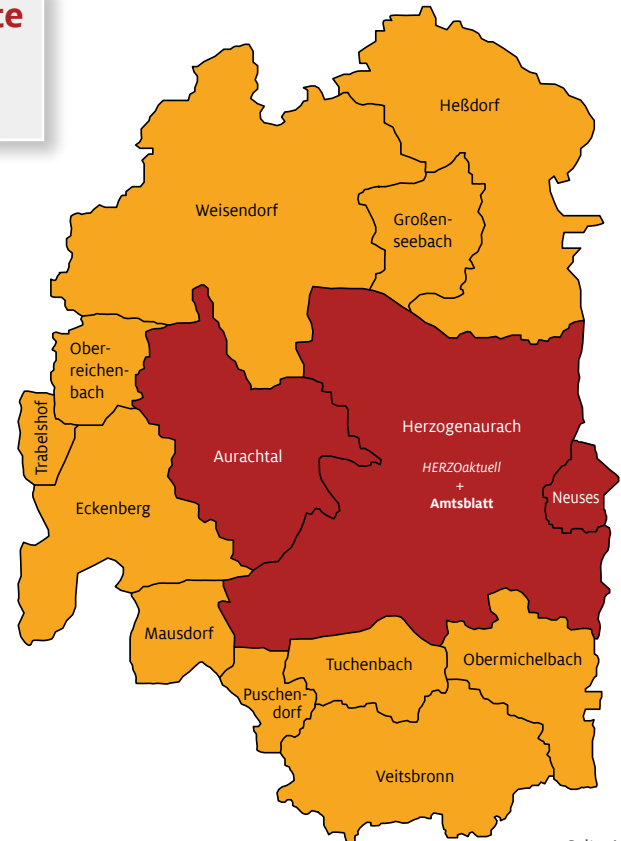 Heßdorf
Weisendorf
Großen-
seebach
Ober-
reichen-
bach
Trabelshof
Herzogenaurach
Aurachtal
HERZOaktuell
+
Amtsblatt
Neuses
Eckenberg
Mausdorf
Tuchenbach
Obermichelbach
Puschen-
dorf
Veitsbronn